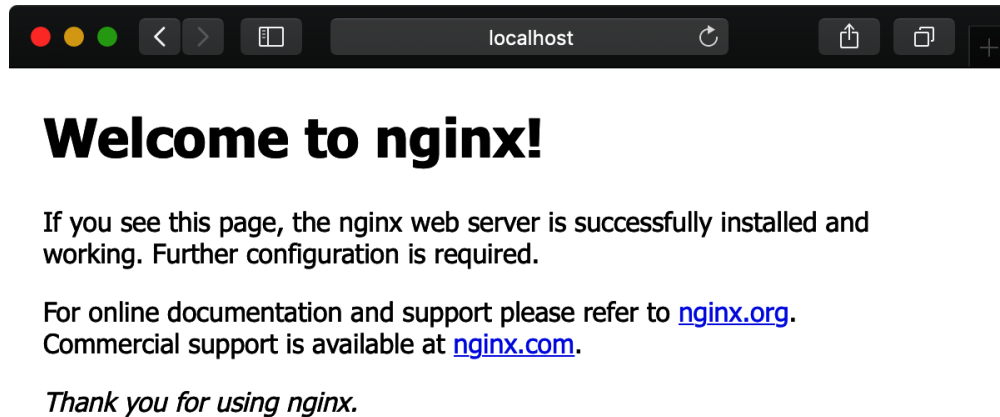 localhost
Welcome to nginx!
If you see this page, the nginx web server is successfully installed and
working. Further configuration is required.
For online documentation and support please refer to nginx.org.
Commercial support is available at nginx.com.
Thank you for using nginx.